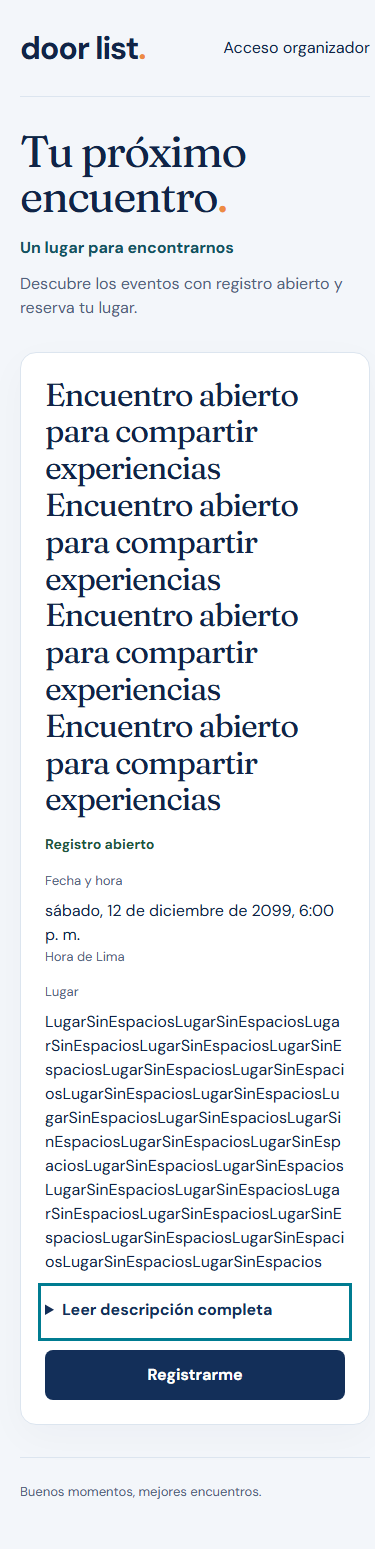 door list.
Acceso organizador
Tu próximo
encuentro.
Un lugar para encontrarnos
Descubre los eventos con registro abierto y
reserva tu lugar.
Encuentro abierto
para compartir
experiencias
Encuentro abierto
para compartir
experiencias
Encuentro abierto
para compartir
experiencias
Encuentro abierto
para compartir
experiencias
Registro abierto
Fecha y hora
sábado, 12 de diciembre de 2099, 6:00
p. m.
Hora de Lima
Lugar
LugarSinEspaciosLugarSinEspaciosLuga
rSinEspaciosLugarSinEspaciosLugarSinE
spaciosLugarSinEspaciosLugarSinEspaci
osLugarSinEspaciosLugarSinEspaciosLu
garSinEspaciosLugarSinEspaciosLugarSi
nEspaciosLugarSinEspaciosLugarSinEsp
aciosLugarSinEspaciosLugarSinEspacios
LugarSinEspaciosLugarSinEspaciosLuga
rSinEspaciosLugarSinEspaciosLugarSinE
spaciosLugarSinEspaciosLugarSinEspaci
osLugarSinEspaciosLugarSinEspacios
Leer descripción completa
Registrarme
Buenos momentos, mejores encuentros.